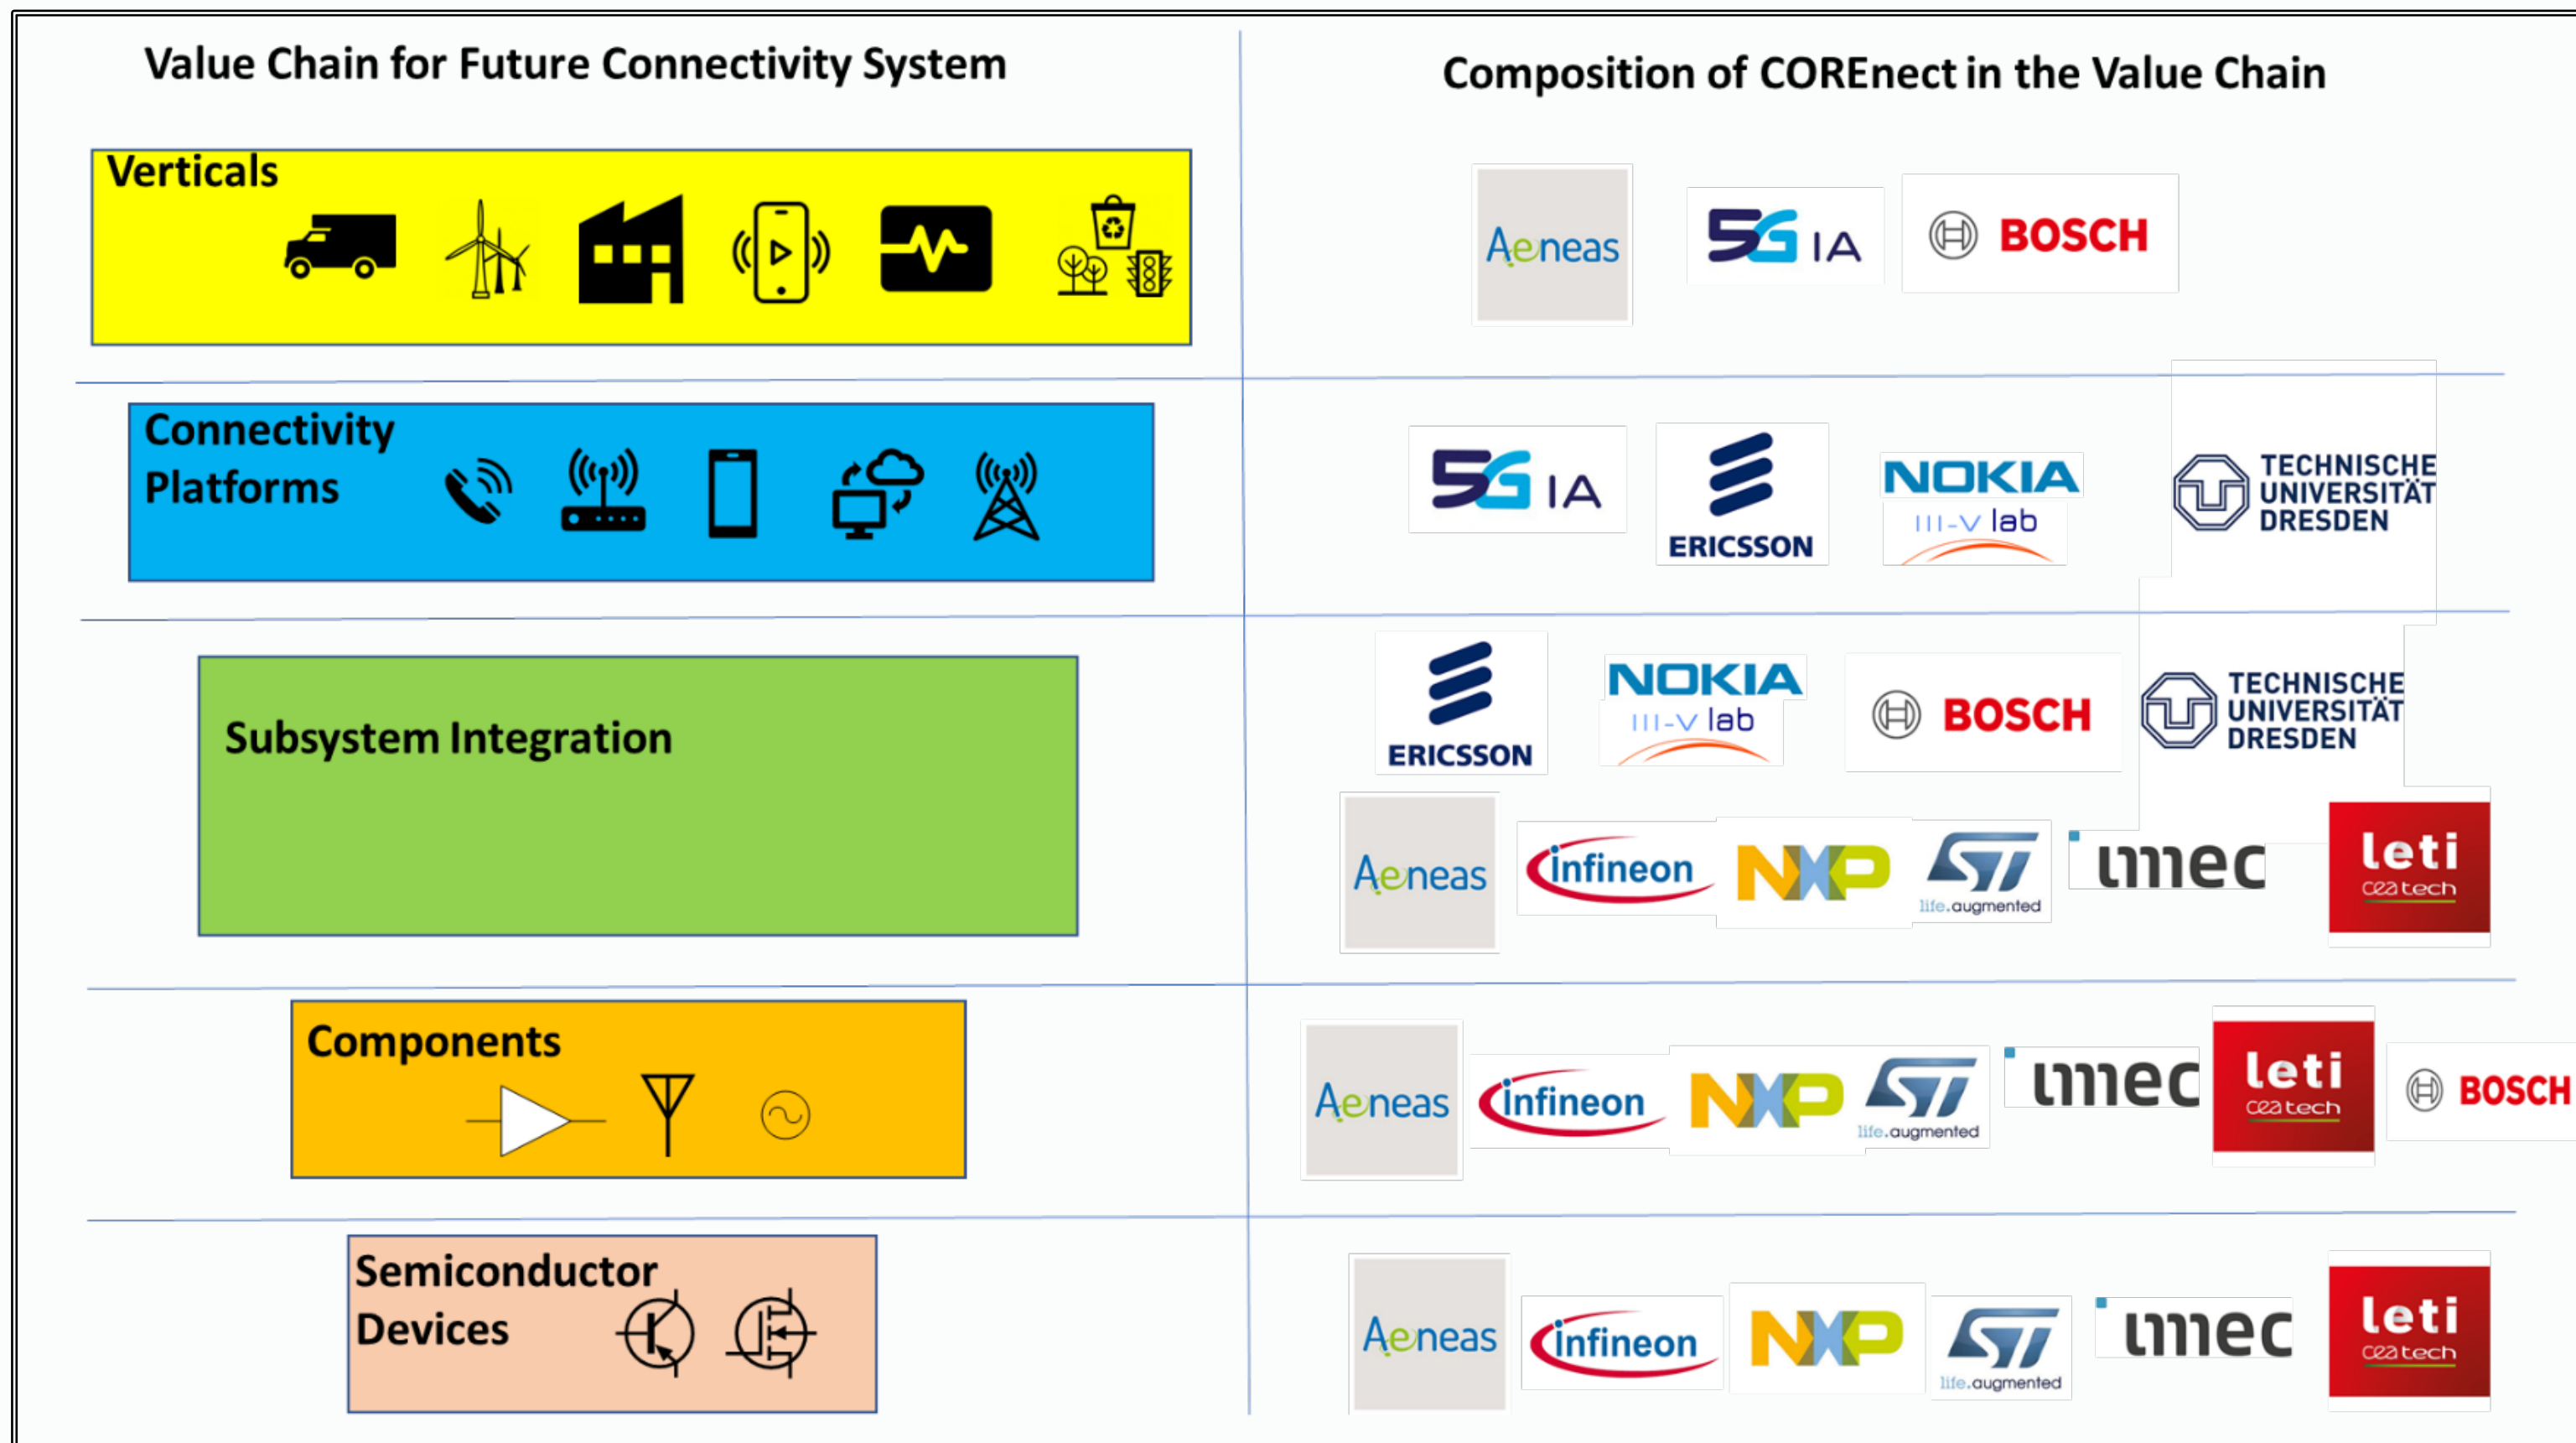 Value Chain for Future Connectivity System
Composition of COREnect in the Value Chain
Verticals
Aeneas
5G IA
BOSCH
Connectivity
Platforms
5G IA
ERICSSON
NOKIA
III-V lab
TECHNISCHE
UNIVERSITÄT
DRESDEN
Subsystem Integration
ERICSSON
NOKIA
III-V lab
BOSCH
TECHNISCHE
UNIVERSITÄT
DRESDEN
Aeneas
infineon
NXP
ST
life.augmented
imec
leti
ceatech
Components
Aeneas
infineon
NXP
ST
life.augmented
imec
leti
ceatech
BOSCH
Semiconductor
Devices
Aeneas
infineon
NXP
ST
life.augmented
imec
leti
ceatech